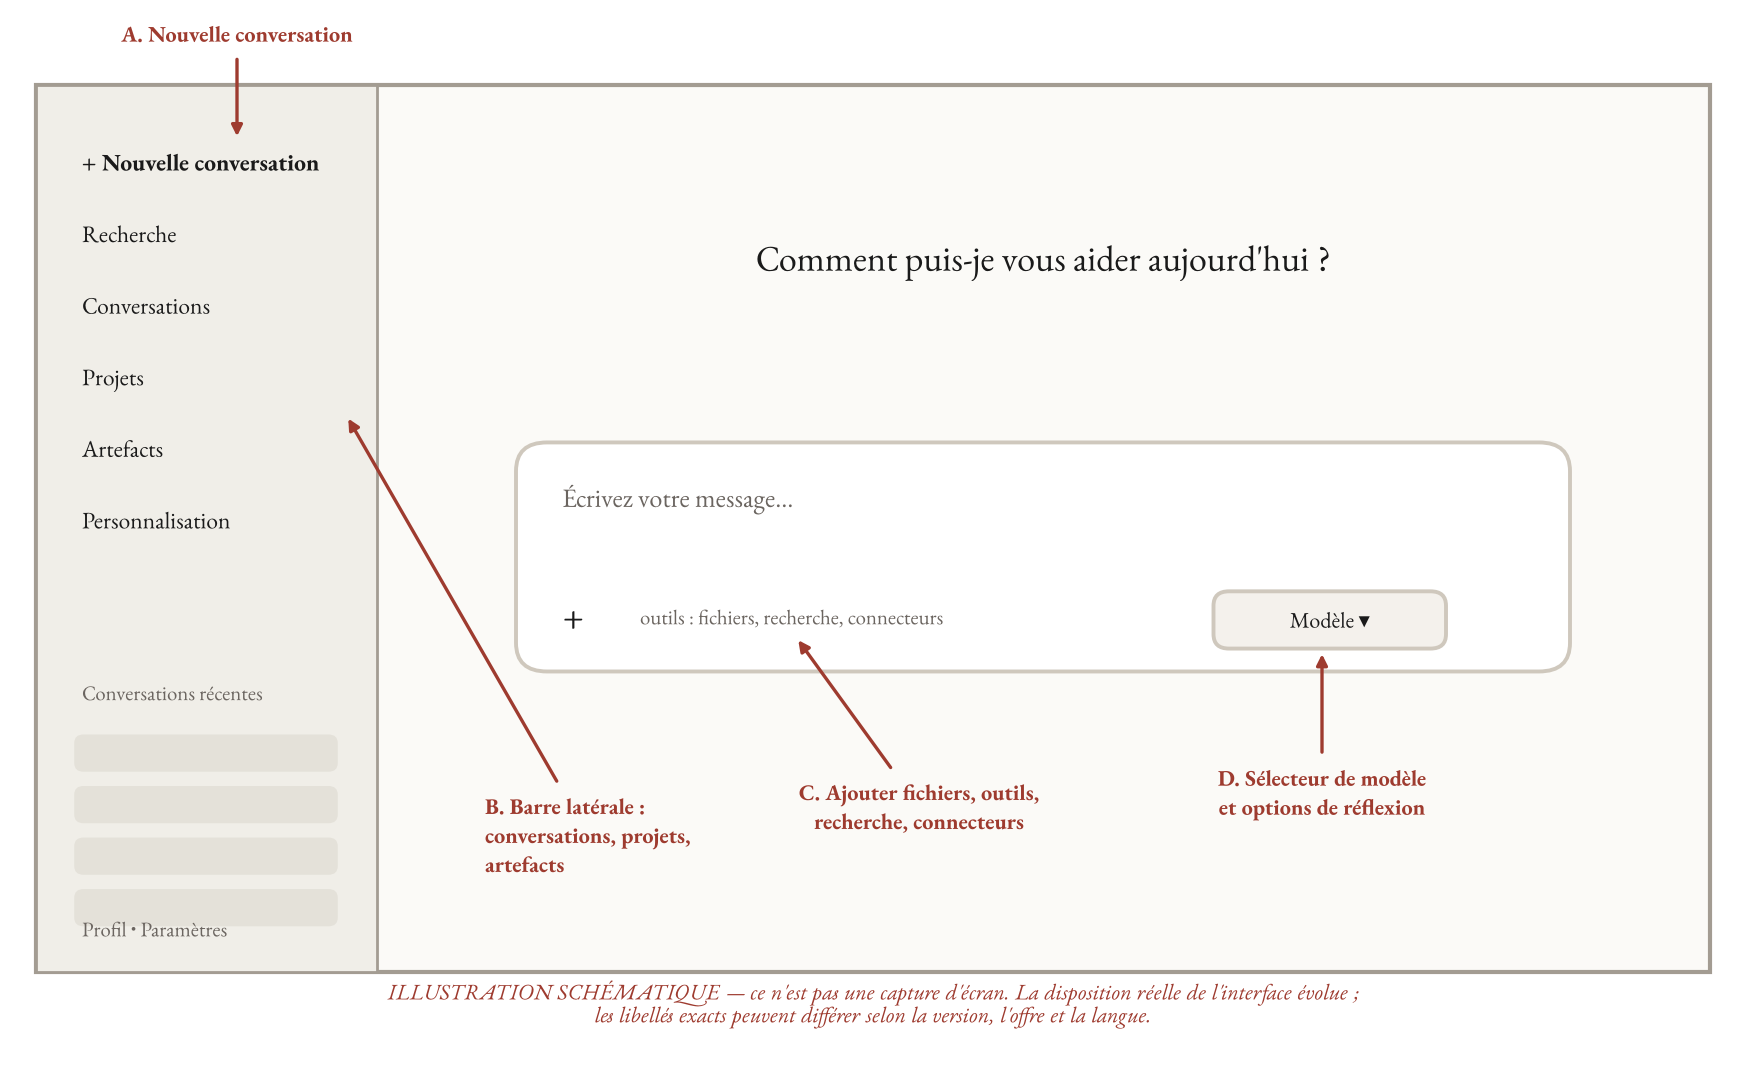 A. Nouvelle conversation
+ Nouvelle conversation
Recherche
Conversations
Projets
Artefacts
Personnalisation
Conversations récentes
Profil • Paramètres
Comment puis-je vous aider aujourd'hui ?
Écrivez votre message...
+ outils : fichiers, recherche, connecteurs
Modèle ▼
B. Barre latérale :
conversations, projets,
artefacts
C. Ajouter fichiers, outils,
recherche, connecteurs
D. Sélecteur de modèle
et options de réflexion
ILLUSTRATION SCHÉMATIQUE — ce n'est pas une capture d'écran. La disposition réelle de l'interface évolue ;
les libellés exacts peuvent différer selon la version, l'offre et la langue.